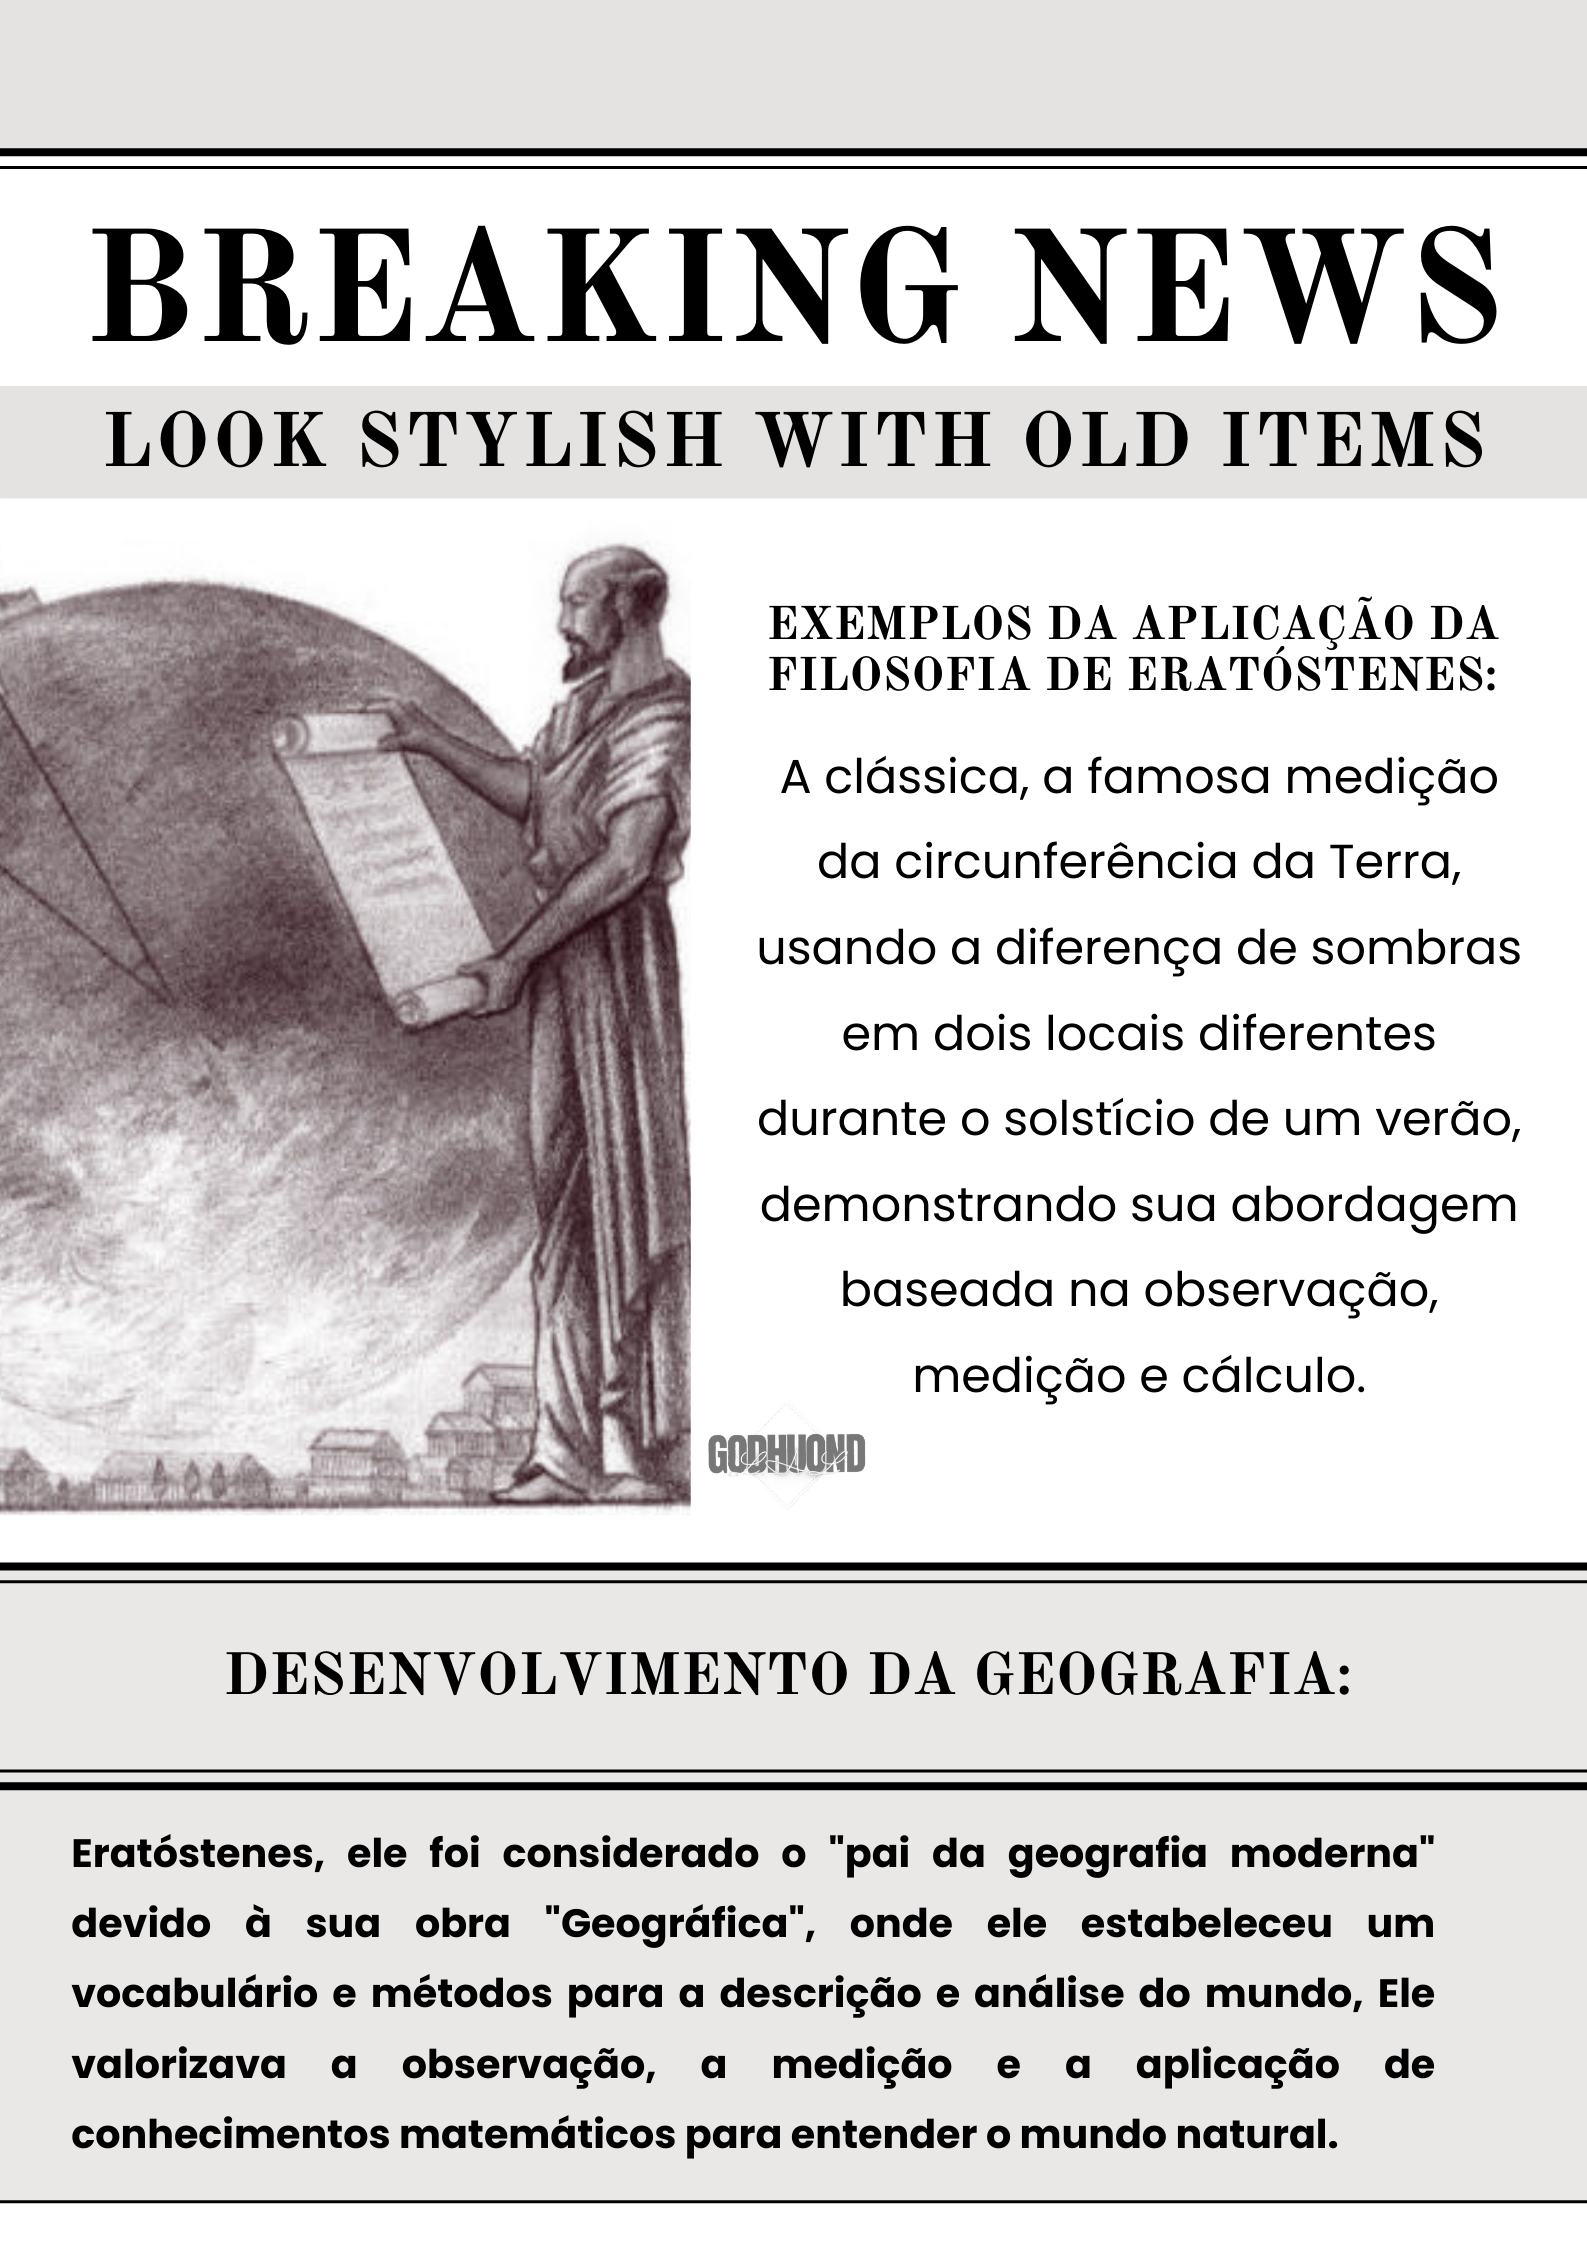 BREAKING NEWS
LOOK STYLISH WITH OLD ITEMS
EXEMPLOS DA APLICAÇÃO DA
FILOSOFIA DE ERATÓSTENES:
A clássica, a famosa medição
da circunferência da Terra,
usando a diferença de sombras
em dois locais diferentes
durante o solstício de um verão,
demonstrando sua abordagem
baseada na observação,
medição e cálculo.
DESENVOLVIMENTO DA GEOGRAFIA:
Eratóstenes, ele foi considerado o "pai da geografia moderna"
devido à sua obra "Geográfica", onde ele estabeleceu um
vocabulário e métodos para a descrição e análise do mundo, Ele
valorizava a observação, a medição e a aplicação de
conhecimentos matemáticos para entender o mundo natural.